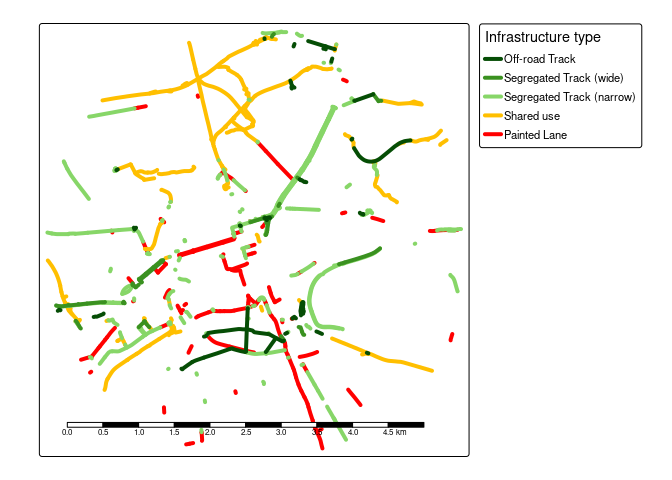 Infrastructure type
Off-road Track
Segregated Track (wide)
Segregated Track (narrow)
Shared use
Painted Lane
0.0 0.5 1.0 1.5 2.0 2.5 3.0 3.5 4.0 4.5 km